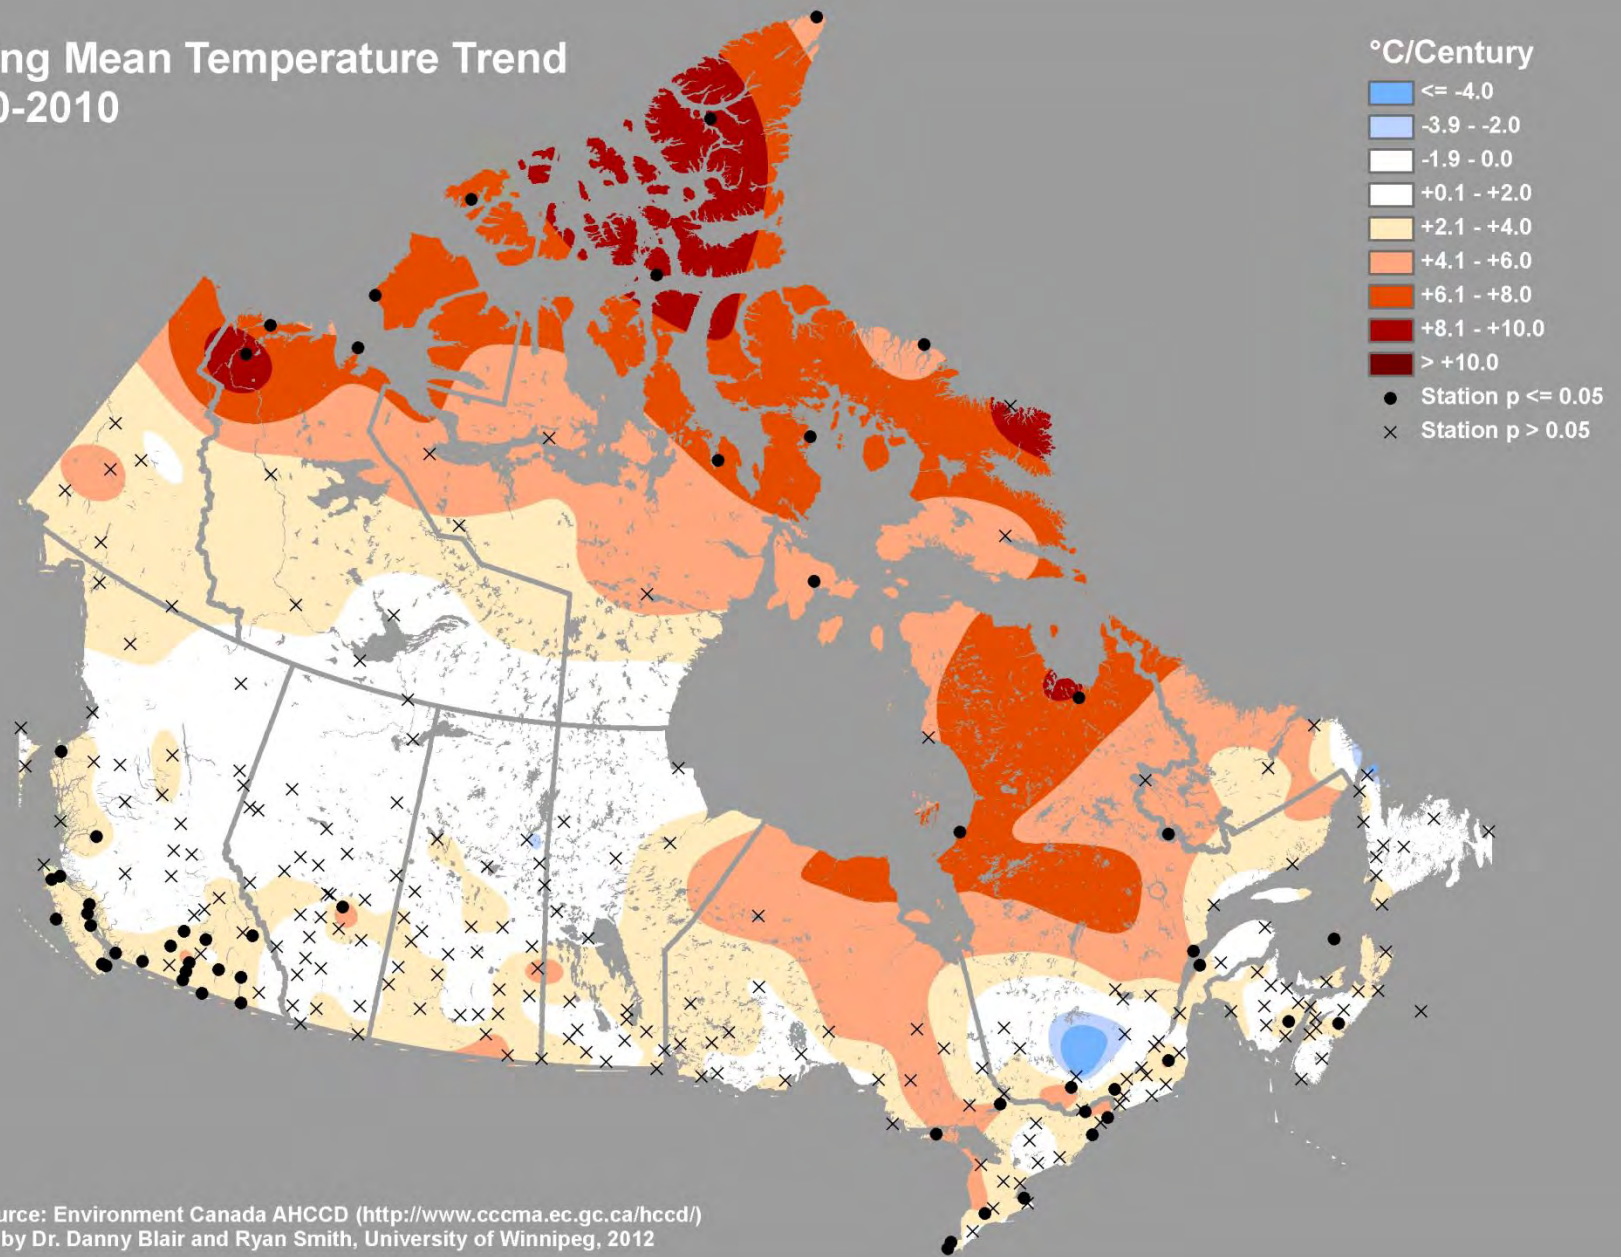 ng Mean Temperature Trend
0-2010
°C/Century
<= -4.0
-3.9 - -2.0
-1.9 - 0.0
+0.1 - +2.0
+2.1 - +4.0
+4.1 - +6.0
+6.1 - +8.0
+8.1 - +10.0
> +10.0
Station p <= 0.05
Station p > 0.05
urce: Environment Canada AHCCD (http://www.cccma.ec.gc.ca/hccd/)
by Dr. Danny Blair and Ryan Smith, University of Winnipeg, 2012